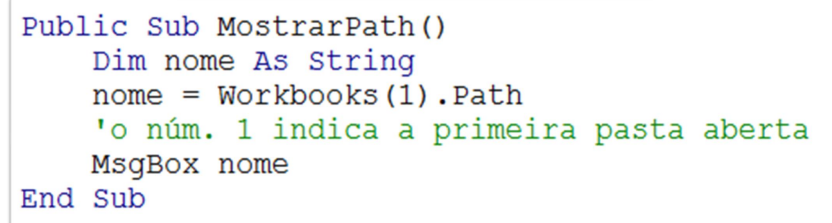 Public Sub MostrarPath()
    Dim nome As String
    nome = Workbooks(1).Path
    'o núm. 1 indica a primeira pasta aberta
    MsgBox nome
End Sub